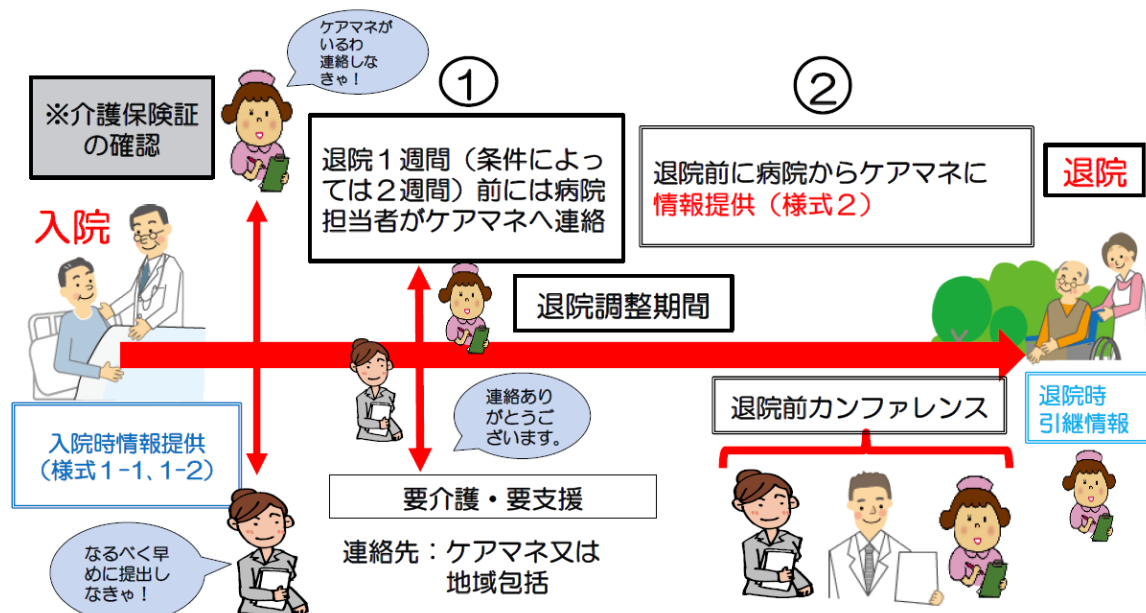 ケアマネが
いるわ
連絡しな
きゃ！
①
②
※介護保険証
の確認
退院１週間（条件によっ
ては２週間）前には病院
担当者がケアマネへ連絡
退院前に病院からケアマネに
情報提供（様式２）
退院
入院
退院調整期間
入院時情報提供
（様式１-１、１-２）
連絡あり
がとうご
ざいます。
退院前カンファレンス
退院時
引継情報
要介護・要支援
連絡先：ケアマネ又は
地域包括
なるべく早
めに提出し
なきゃ！